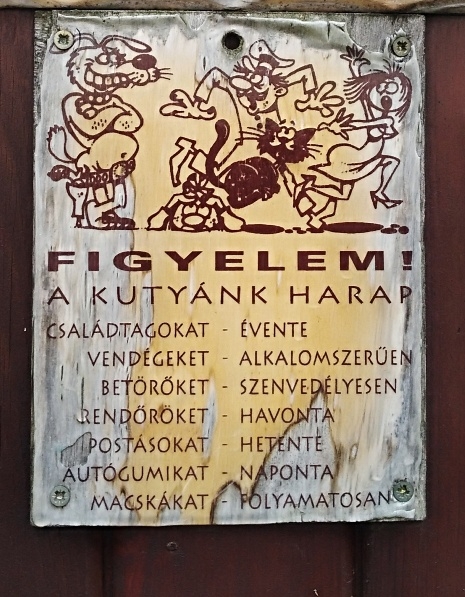 FIGYELEM!
A KUTYÁNK HARAP
CSALÁDTAGOKAT - ÉVENTE
VENDÉGEKET - ALKALOMSZERŰEN
BETÖRŐKET - SZENVEDÉLYESEN
RENDŐRÖKET - HAVONTA
POSTÁSOKAT - HETENTE
AUTÓGUMIKAT - NAPONTA
MACSKÁKAT - FOLYAMATOSAN